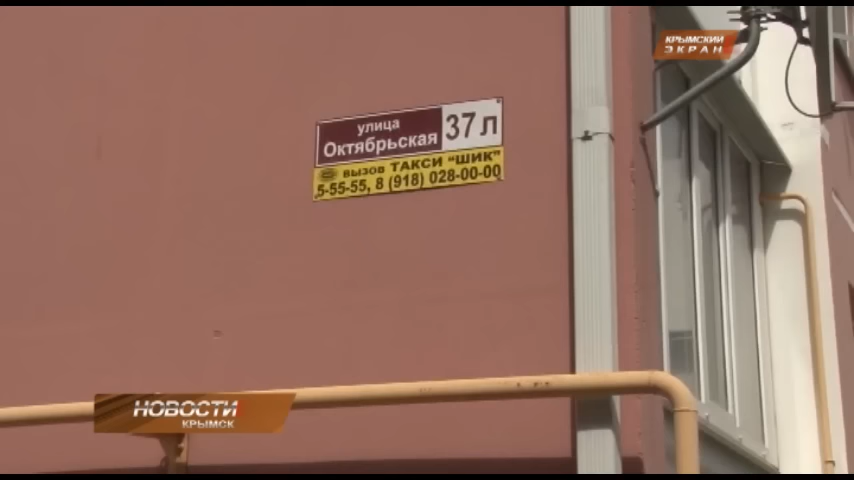 КРЫМСКИЙ
ЭКРАН
улица
Октябрьская
37 л
ВЫЗОВ ТАКСИ "ШИК"
5-55-55, 8 (918) 028-00-00
НОВОСТИ
КРЫМСК